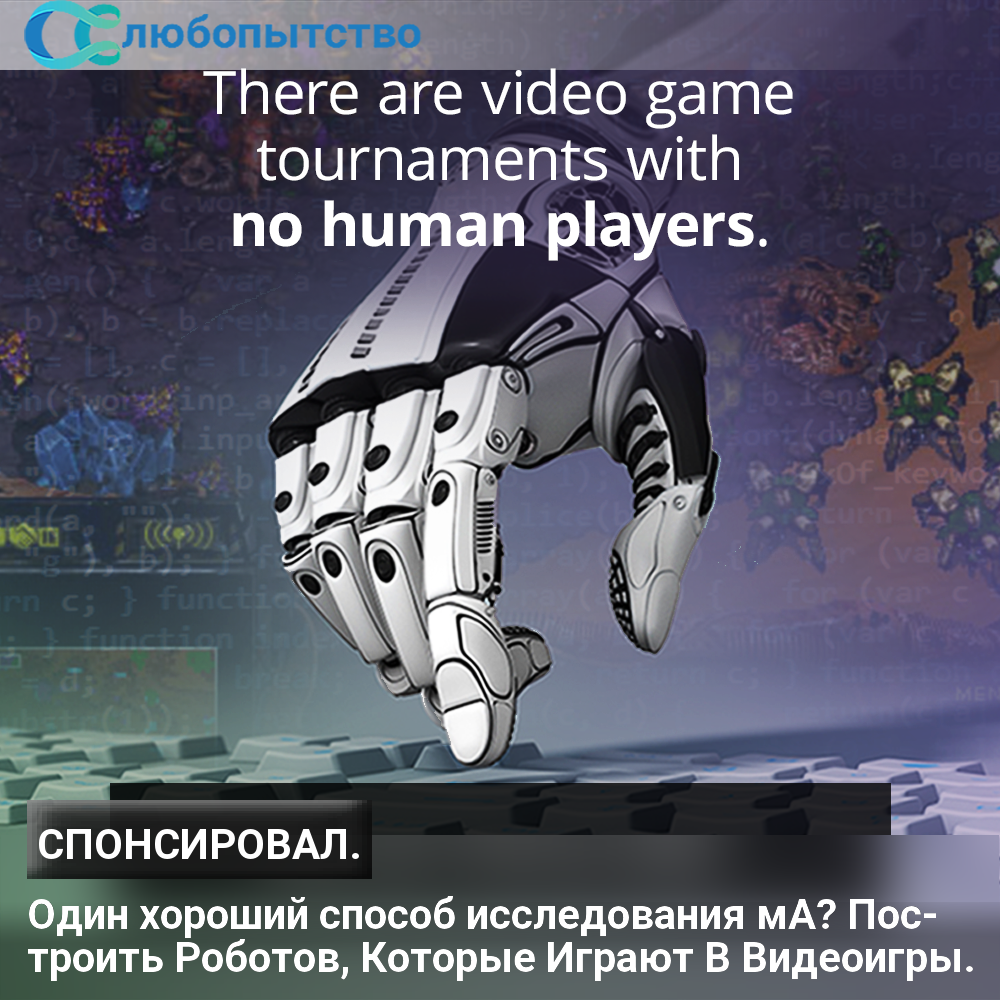 любопытство
There are video game
tournaments with
no human players.
СПОНСИРОВАЛ.
Один хороший способ исследования мА? Пос-
троить Роботов, Которые Играют В Видеоигры.